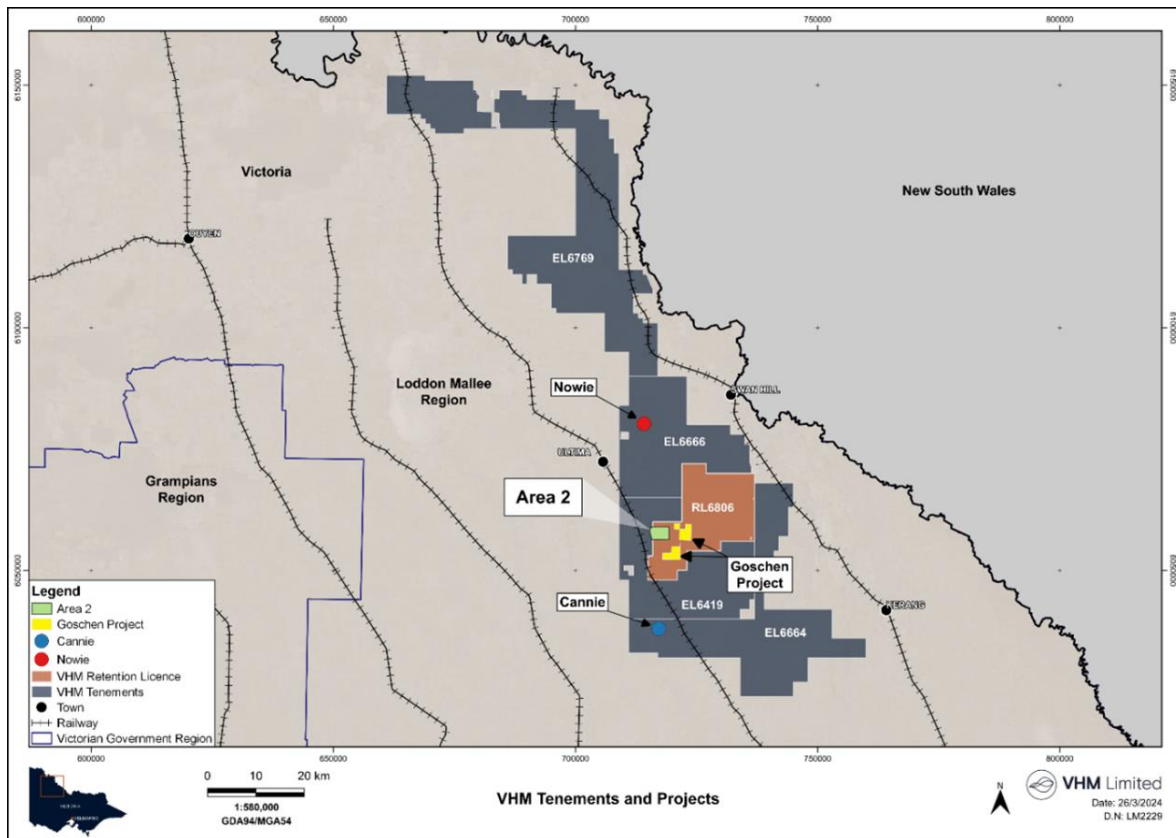 600000
650000
700000
750000
800000
6150000
6150000
Victoria
New South Wales
OUYEN
EL6769
6100000
6100000
Loddon Mallee
Region
Nowie
SWAN HILL
EL6666
ULTIMA
Grampians
Region
Area 2
RL6806
Goschen
Project
6050000
6050000
Cannie
EL6419
KERANG
EL6664
Legend
Area 2
Goschen Project
Cannie
Nowie
VHM Retention Licence
VHM Tenements
Town
Railway
Victorian Government Region
600000
650000
700000
750000
800000
0 10 20 km
1:580,000
GDA94/MGA54
VHM Tenements and Projects
N
VHM Limited
Date: 26/3/2024
D.N: LM2229